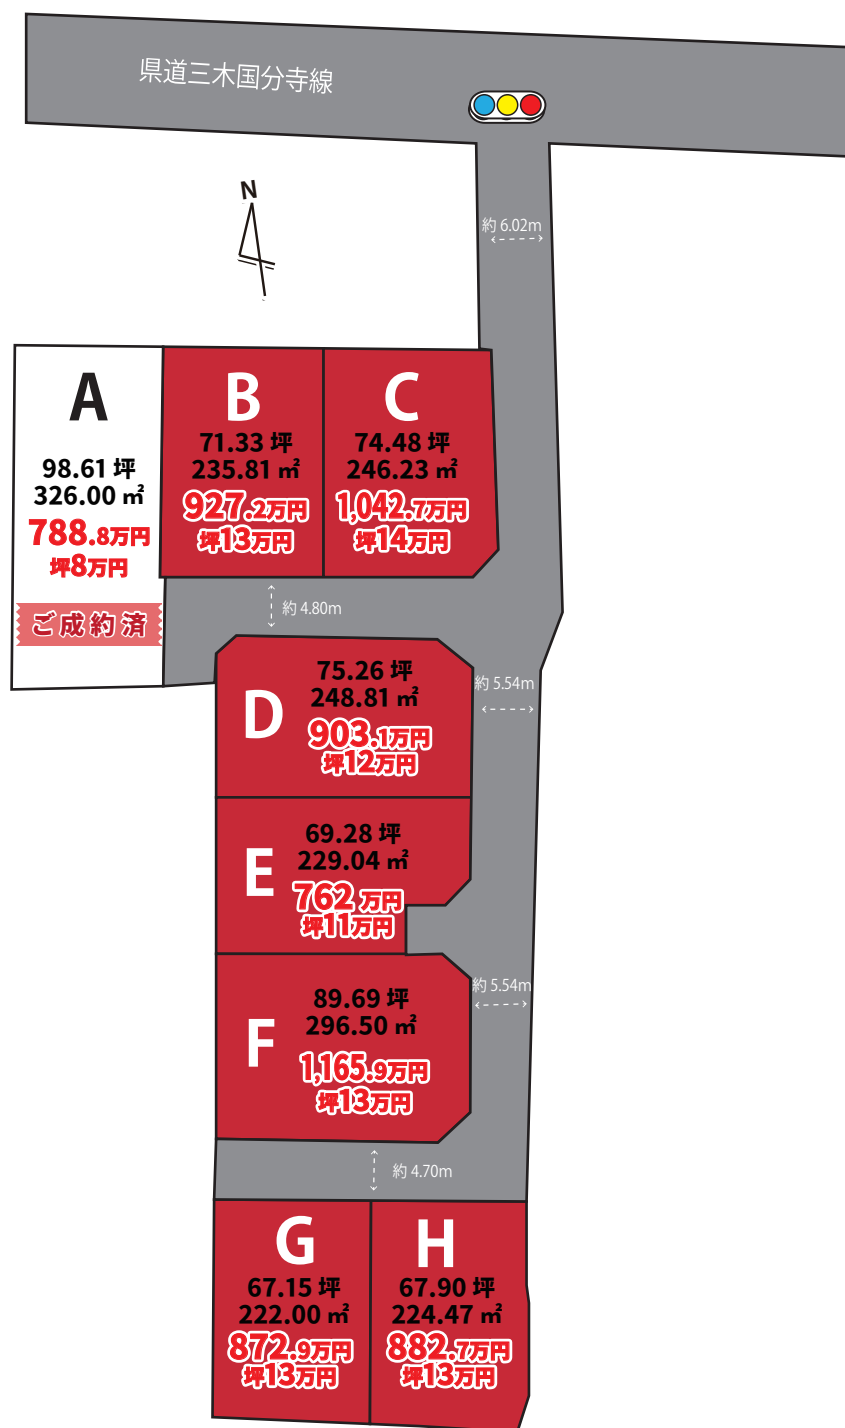 県道三木国分寺線
N
約 6.02m
A
98.61 坪
326.00 ㎡
788.8万円
坪8万円
ご成約済
B
71.33 坪
235.81 ㎡
927.2万円
坪13万円
C
74.48 坪
246.23 ㎡
1,042.7万円
坪14万円
約 4.80m
D
75.26 坪
248.81 ㎡
903.1万円
坪12万円
約 5.54m
E
69.28 坪
229.04 ㎡
762 万円
坪11万円
F
89.69 坪
296.50 ㎡
1,165.9万円
坪13万円
約 5.54m
約 4.70m
G
67.15 坪
222.00 ㎡
872.9万円
坪13万円
H
67.90 坪
224.47 ㎡
882.7万円
坪13万円